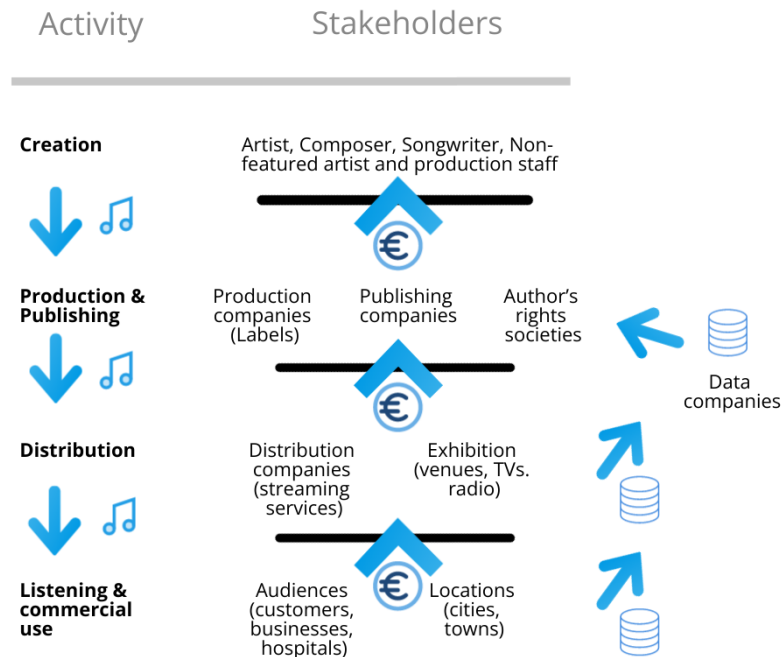 Activity
Stakeholders
Creation
Artist, Composer, Songwriter, Non-
featured artist and production staff
€
Production &
Publishing
Production
companies
(Labels)
Publishing
companies
Author's
rights
societies
Data
companies
€
Distribution
Distribution
companies
(streaming
services)
Exhibition
(venues, TVs.
radio)
€
Listening &
commercial
use
Audiences
(customers,
businesses,
hospitals)
Locations
(cities,
towns)